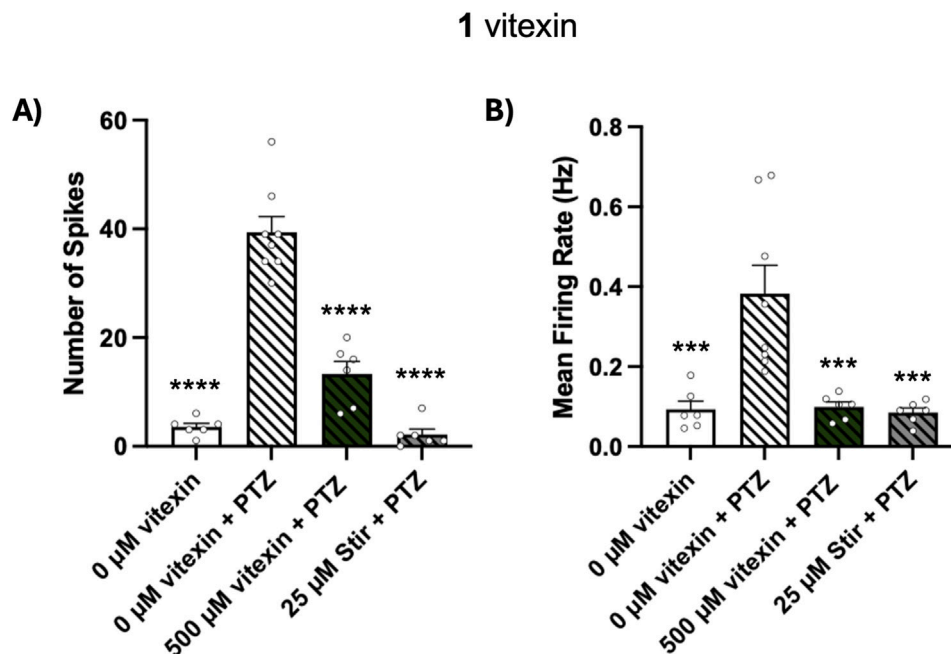 1 vitexin
A)
Number of Spikes
60
40
20
0
****
****
****
0 µM vitexin
0 µM vitexin + PTZ
500 µM vitexin + PTZ
25 µM Stir + PTZ
B)
Mean Firing Rate (Hz)
0.8
0.6
0.4
0.2
0.0
***
***
***
0 µM vitexin
0 µM vitexin + PTZ
500 µM vitexin + PTZ
25 µM Stir + PTZ